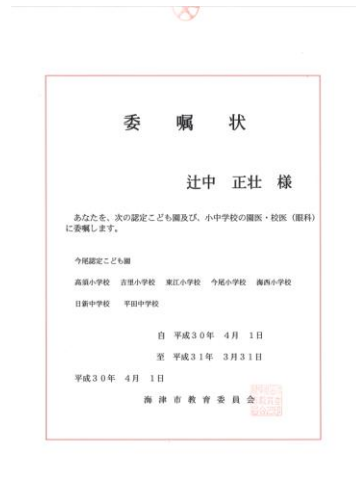 委嘱状
辻中 正壮 様
あなたを、次の認定こども園及び、小中学校の園医・校医（眼科）
に委嘱します。
今尾認定こども園
高須小学校 吉里小学校 東江小学校 今尾小学校 海西小学校
日新中学校 平田中学校
自 平成30年 4月 1日
至 平成31年 3月31日
平成30年 4月 1日
海津市教育委員会